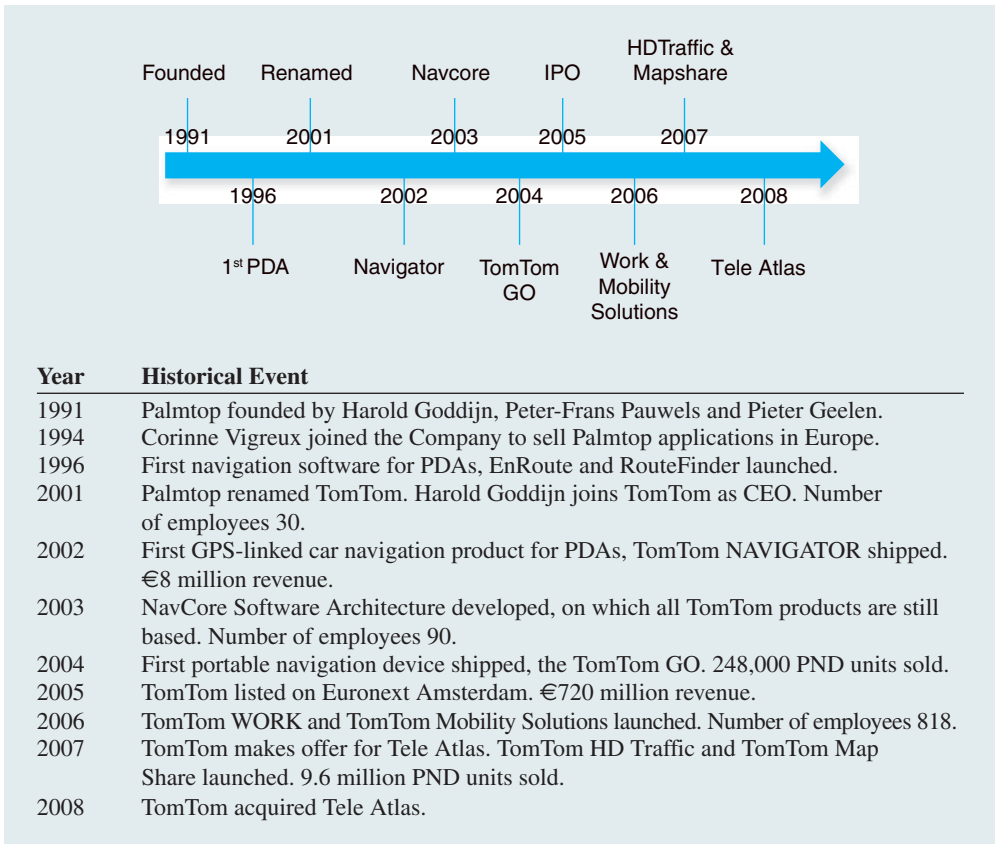 HDTraffic &
Founded Renamed Navcore IPO Mapshare
1991 2001 2003 2005 2007
1996 2002 2004 2006 2008
1st PDA Navigator TomTom Work & Tele Atlas
GO Mobility
Solutions
Year Historical Event
1991 Palmtop founded by Harold Goddijn, Peter-Frans Pauwels and Pieter Geelen.
1994 Corinne Vigreux joined the Company to sell Palmtop applications in Europe.
1996 First navigation software for PDAs, EnRoute and RouteFinder launched.
2001 Palmtop renamed TomTom. Harold Goddijn joins TomTom as CEO. Number
of employees 30.
2002 First GPS-linked car navigation product for PDAs, TomTom NAVIGATOR shipped.
€8 million revenue.
2003 NavCore Software Architecture developed, on which all TomTom products are still
based. Number of employees 90.
2004 First portable navigation device shipped, the TomTom GO. 248,000 PND units sold.
2005 TomTom listed on Euronext Amsterdam. €720 million revenue.
2006 TomTom WORK and TomTom Mobility Solutions launched. Number of employees 818.
2007 TomTom makes offer for Tele Atlas. TomTom HD Traffic and TomTom Map
Share launched. 9.6 million PND units sold.
2008 TomTom acquired Tele Atlas.